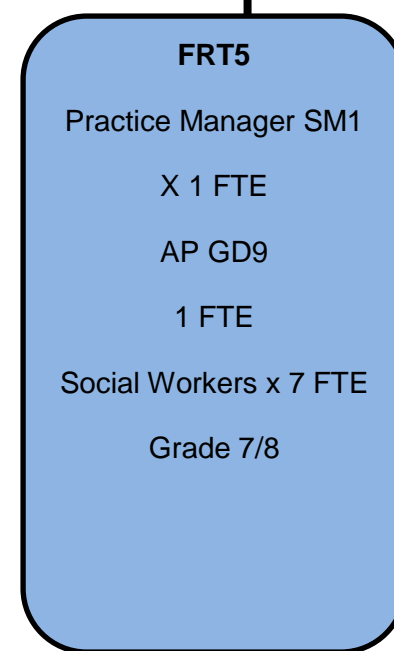 FRT5
Practice Manager SM1
X 1 FTE
AP GD9
1 FTE
Social Workers x 7 FTE
Grade 7/8